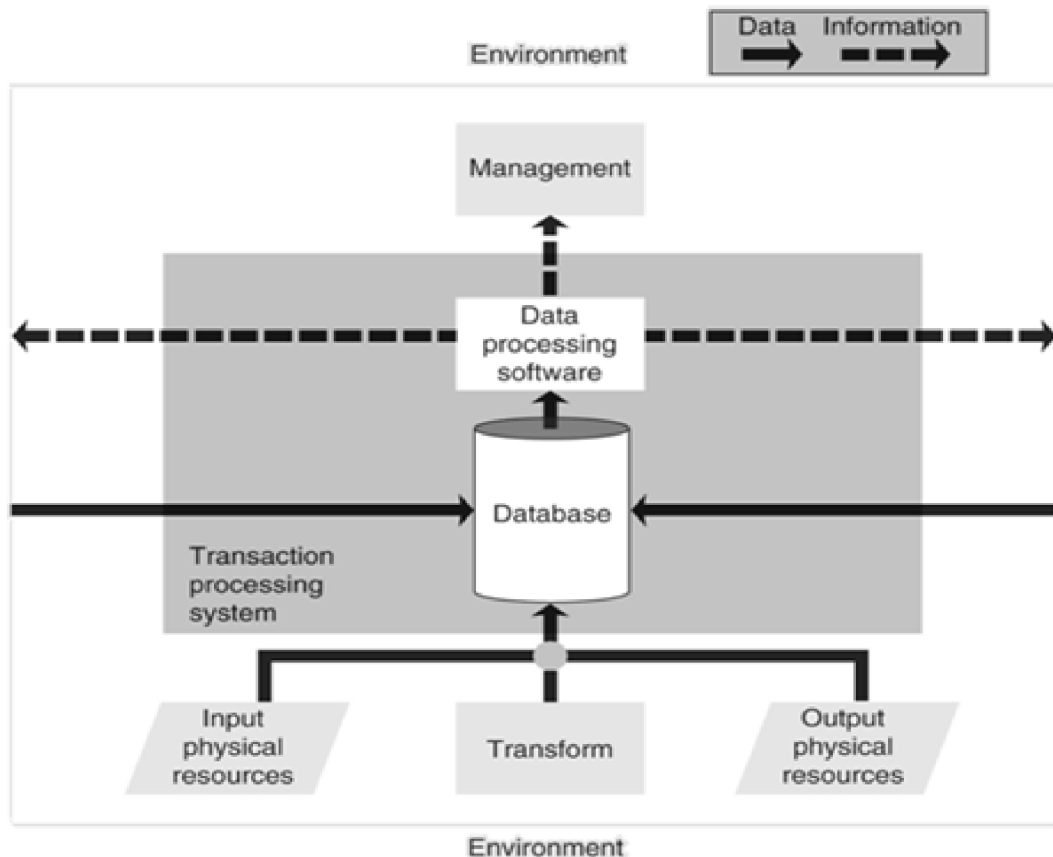 Data Information
Environment
Management
Data
processing
software
Database
Transaction
processing
system
Input
physical
resources
Transform
Output
physical
resources
Environment